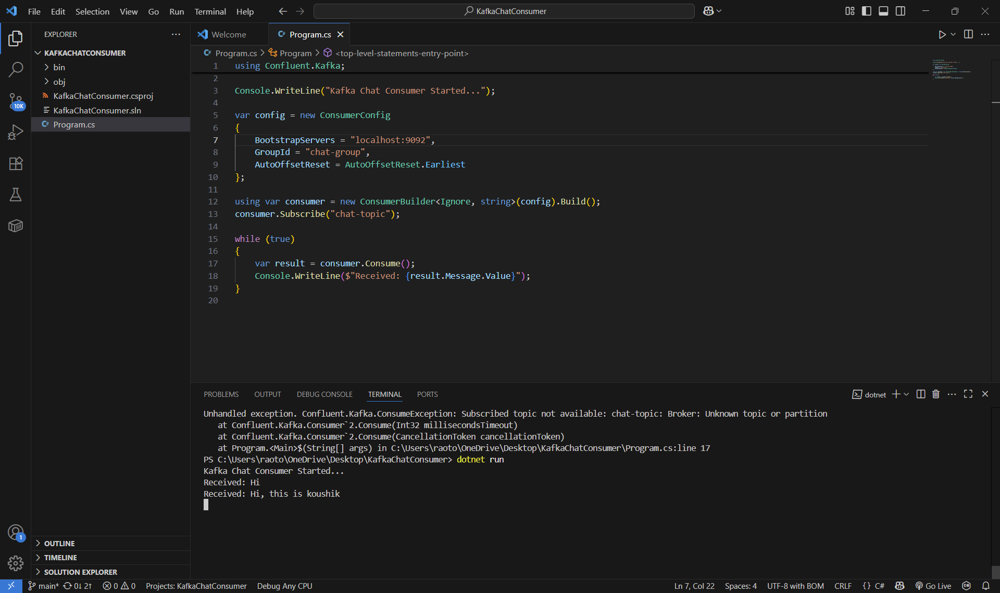 File Edit Selection View Go Run Terminal Help
KafkaChatConsumer
EXPLORER
KAFKACHATCONSUMER
bin
obj
KafkaChatConsumer.csproj
KafkaChatConsumer.sln
C# Program.cs
10K
1
OUTLINE
TIMELINE
SOLUTION EXPLORER
Welcome
C# Program.cs
C# Program.cs > Program > <top-level-statements-entry-point>
1 using Confluent.Kafka;
2
3 Console.WriteLine("Kafka Chat Consumer Started...");
4
5 var config = new ConsumerConfig
6 {
7 BootstrapServers = "localhost:9092",
8 GroupId = "chat-group",
9 AutoOffsetReset = AutoOffsetReset.Earliest
10 };
11
12 using var consumer = new ConsumerBuilder<Ignore, string>(config).Build();
13 consumer.Subscribe("chat-topic");
14
15 while (true)
16 {
17 var result = consumer.Consume();
18 Console.WriteLine($"Received: {result.Message.Value}");
19 }
20
PROBLEMS OUTPUT DEBUG CONSOLE TERMINAL PORTS
dotnet
Unhandled exception. Confluent.Kafka.ConsumeException: Subscribed topic not available: chat-topic: Broker: Unknown topic or partition
at Confluent.Kafka.Consumer`2.Consume(Int32 millisecondsTimeout)
at Confluent.Kafka.Consumer`2.Consume(CancellationToken cancellationToken)
at Program.<Main>$(String[] args) in C:\Users\raoto\OneDrive\Desktop\KafkaChatConsumer\Program.cs:line 17
PS C:\Users\raoto\OneDrive\Desktop\KafkaChatConsumer> dotnet run
Kafka Chat Consumer Started...
Received: Hi
Received: Hi, this is koushik
main* 0↓ 2↑ 0 0 Projects: KafkaChatConsumer Debug Any CPU Ln 7, Col 22 Spaces: 4 UTF-8 with BOM CRLF {} C# Go Live